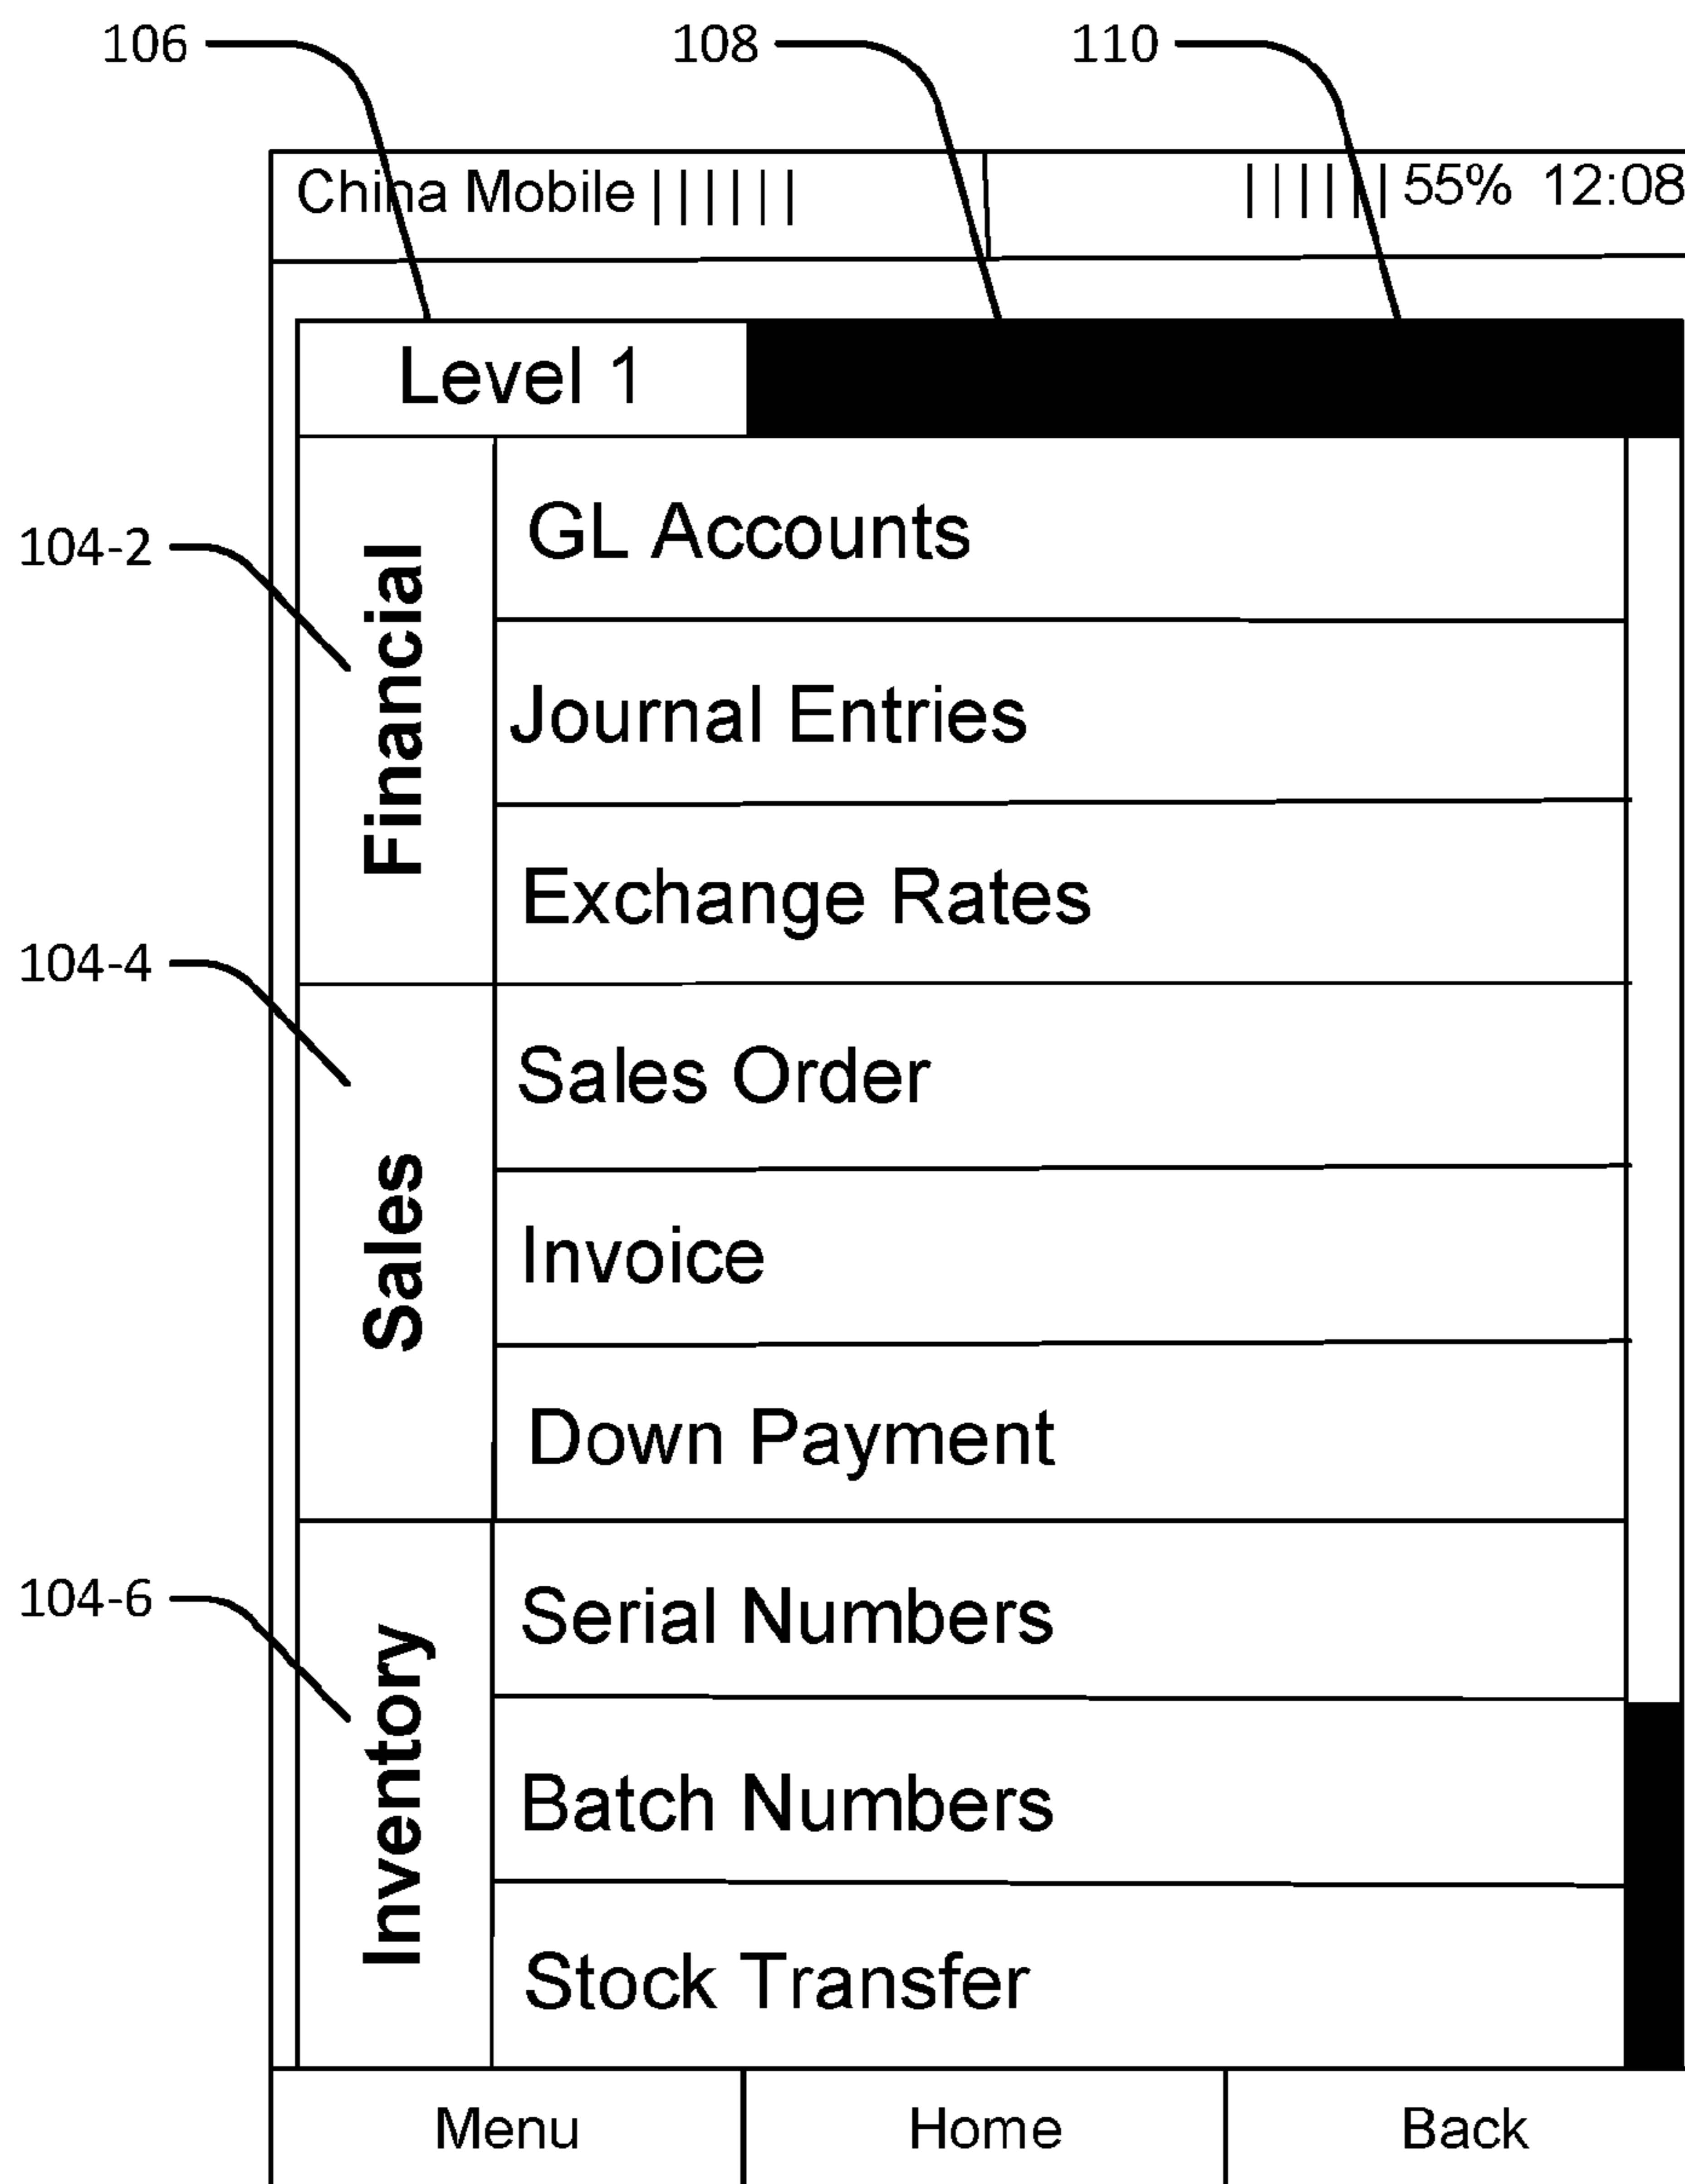 106 108 110
China Mobile |||||| |||||| 55% 12:08
Level 1
104-2
Financial
GL Accounts
Journal Entries
Exchange Rates
104-4
Sales
Sales Order
Invoice
Down Payment
104-6
Inventory
Serial Numbers
Batch Numbers
Stock Transfer
Menu Home Back